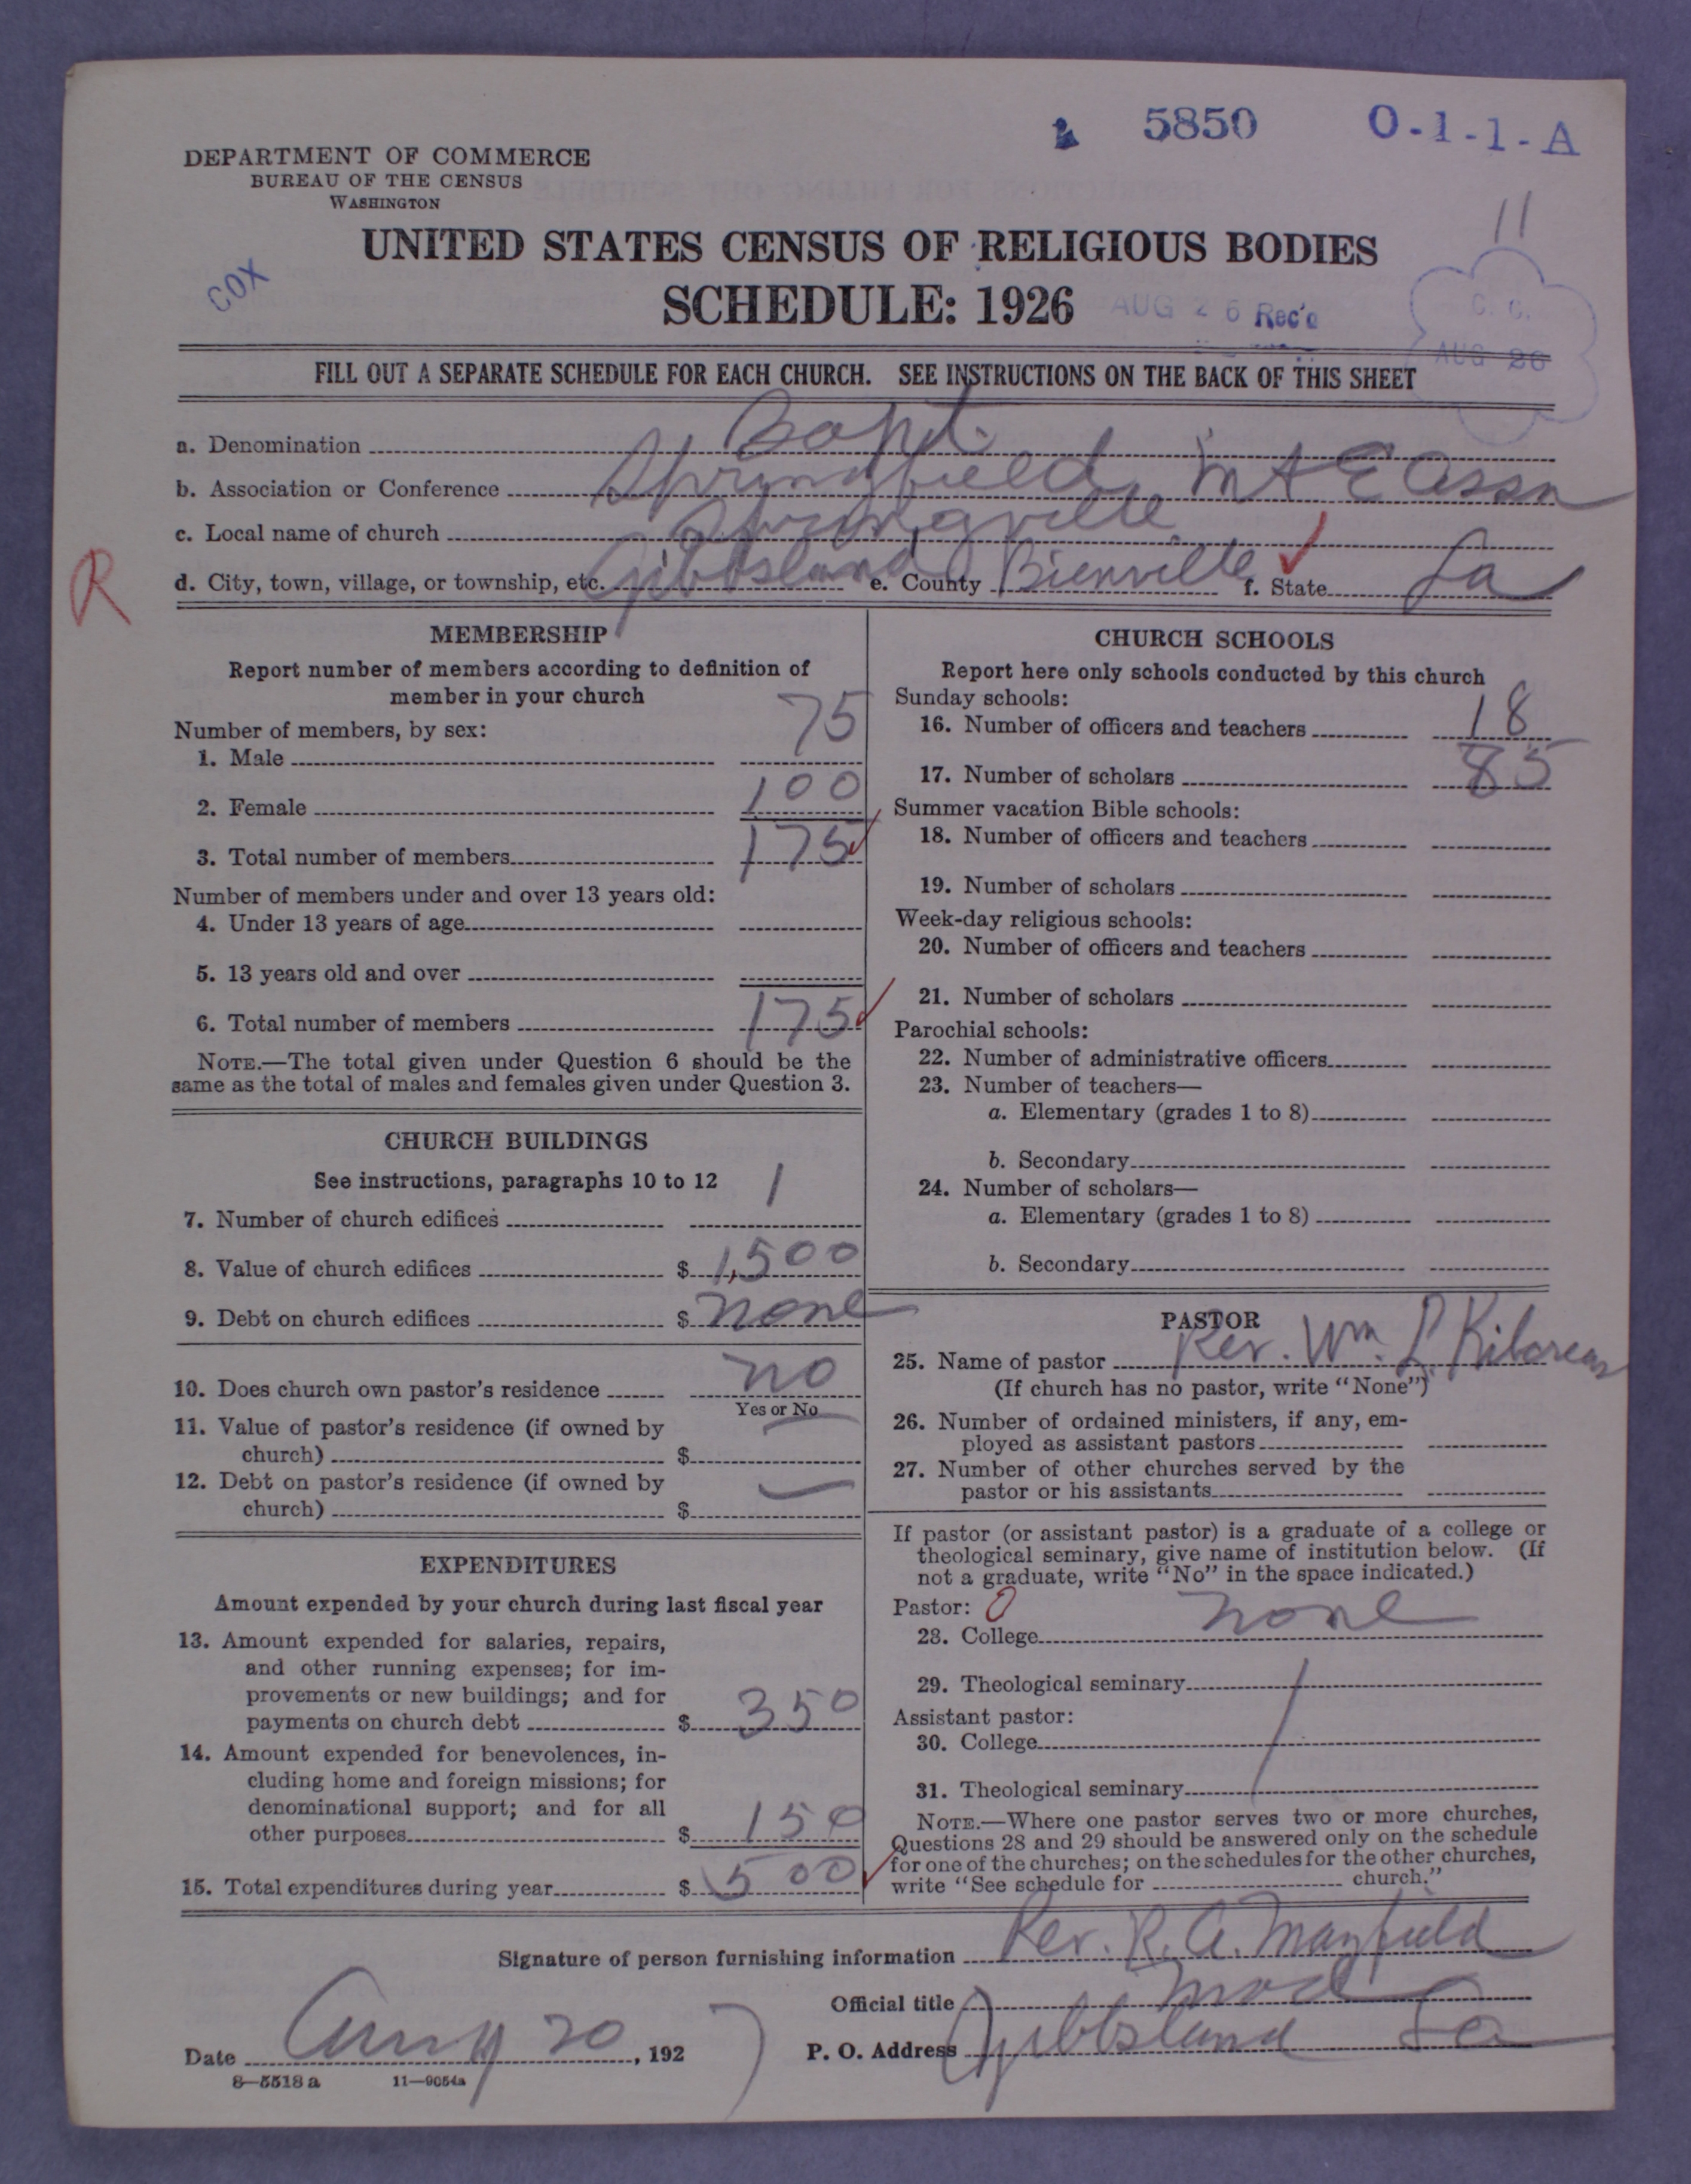 5850 O-1-1-A
DEPARTMENT OF COMMERCE
BUREAU OF THE CENSUS
WASHINGTON
11
UNITED STATES CENSUS OF RELIGIOUS BODIES
COX
SCHEDULE: 1926
AUG 26 Rec'd
C. C.
AUG 26
FILL OUT A SEPARATE SCHEDULE FOR EACH CHURCH. SEE INSTRUCTIONS ON THE BACK OF THIS SHEET
a. Denomination Bapt.
b. Association or Conference Springfield Mt E Assn
c. Local name of church Springville
R
d. City, town, village, or township, etc. Gibbsland e. County Bienville f. State La
MEMBERSHIP
Report number of members according to definition of
member in your church
Number of members, by sex:
1. Male 75
2. Female 100
3. Total number of members 175
Number of members under and over 13 years old:
4. Under 13 years of age
5. 13 years old and over
6. Total number of members 175
NOTE.—The total given under Question 6 should be the
same as the total of males and females given under Question 3.
CHURCH BUILDINGS
See instructions, paragraphs 10 to 12
7. Number of church edifices 1
8. Value of church edifices $ 1,500
9. Debt on church edifices $ none
10. Does church own pastor's residence no
Yes or No
11. Value of pastor's residence (if owned by
church) $
12. Debt on pastor's residence (if owned by
church) $
EXPENDITURES
Amount expended by your church during last fiscal year
13. Amount expended for salaries, repairs,
and other running expenses; for im-
provements or new buildings; and for
payments on church debt $ 350
14. Amount expended for benevolences, in-
cluding home and foreign missions; for
denominational support; and for all
other purposes $ 150
15. Total expenditures during year $ 500
CHURCH SCHOOLS
Report here only schools conducted by this church
Sunday schools:
16. Number of officers and teachers 18
17. Number of scholars 85
Summer vacation Bible schools:
18. Number of officers and teachers
19. Number of scholars
Week-day religious schools:
20. Number of officers and teachers
21. Number of scholars
Parochial schools:
22. Number of administrative officers
23. Number of teachers—
a. Elementary (grades 1 to 8)
b. Secondary
24. Number of scholars—
a. Elementary (grades 1 to 8)
b. Secondary
PASTOR
25. Name of pastor Rev. Wm. L. Kilcreas
(If church has no pastor, write "None")
26. Number of ordained ministers, if any, em-
ployed as assistant pastors
27. Number of other churches served by the
pastor or his assistants
If pastor (or assistant pastor) is a graduate of a college or
theological seminary, give name of institution below. (If
not a graduate, write "No" in the space indicated.)
Pastor: 0
28. College none
29. Theological seminary
Assistant pastor:
30. College
31. Theological seminary
NOTE.—Where one pastor serves two or more churches,
Questions 28 and 29 should be answered only on the schedule
for one of the churches; on the schedules for the other churches,
write "See schedule for church."
Signature of person furnishing information Rev. R. A. Mayfield
Official title Mod
Date Aug 20, 1927 P. O. Address Gibbsland La
8—5518 a 11—9054a